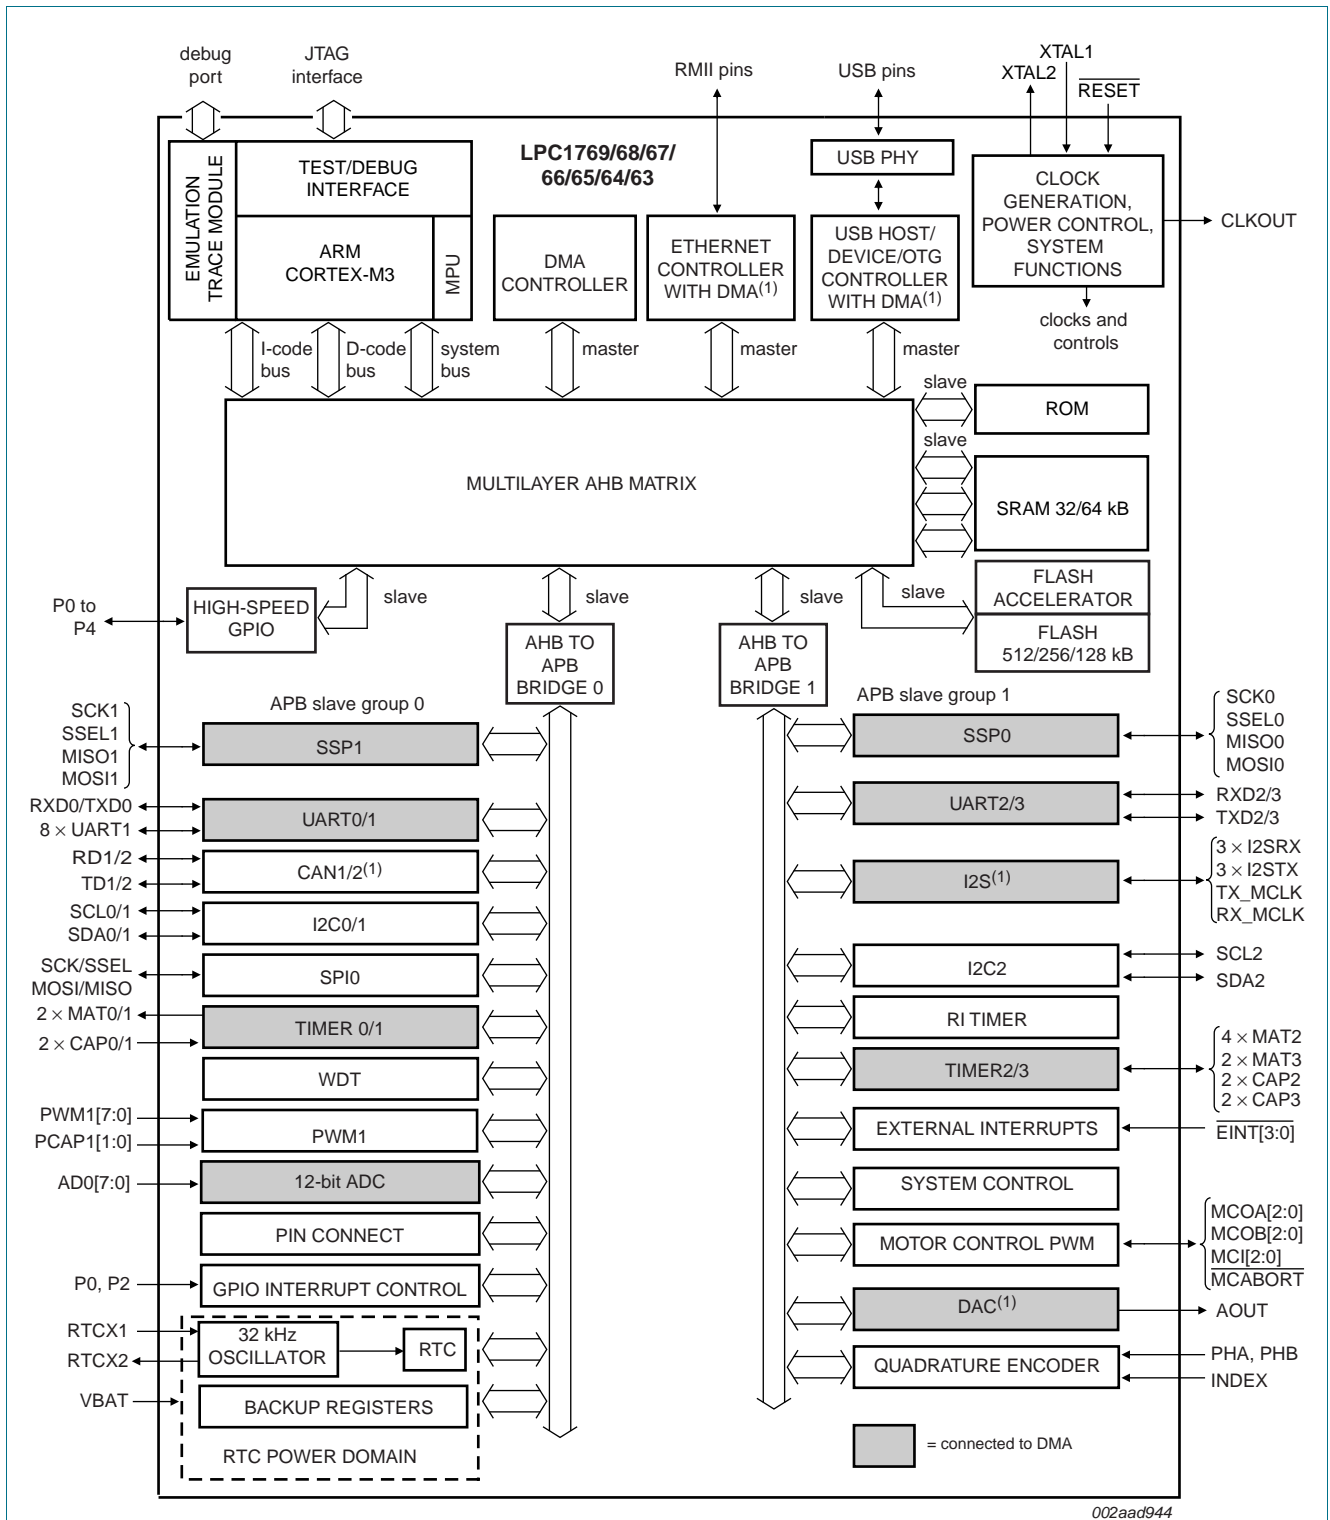 debug
port
JTAG
interface
RMII pins
USB pins
XTAL1
XTAL2
RESET
EMULATION
TRACE MODULE
TEST/DEBUG
INTERFACE
ARM
CORTEX-M3
MPU
LPC1769/68/67/
66/65/64/63
DMA
CONTROLLER
ETHERNET
CONTROLLER
WITH DMA(1)
USB PHY
USB HOST/
DEVICE/OTG
CONTROLLER
WITH DMA(1)
CLOCK
GENERATION,
POWER CONTROL,
SYSTEM
FUNCTIONS
CLKOUT
clocks and
controls
I-code
bus
D-code
bus
system
bus
master
master
master
slave
ROM
slave
MULTILAYER AHB MATRIX
SRAM 32/64 kB
P0 to
P4
HIGH-SPEED
GPIO
slave
slave
slave
slave
FLASH
ACCELERATOR
FLASH
512/256/128 kB
AHB TO
APB
BRIDGE 0
AHB TO
APB
BRIDGE 1
APB slave group 0
SCK1
SSEL1
MISO1
MOSI1
SSP1
RXD0/TXD0
8 × UART1
UART0/1
RD1/2
TD1/2
CAN1/2(1)
SCL0/1
SDA0/1
I2C0/1
SCK/SSEL
MOSI/MISO
SPI0
2 × MAT0/1
2 × CAP0/1
TIMER 0/1
WDT
PWM1[7:0]
PCAP1[1:0]
PWM1
AD0[7:0]
12-bit ADC
PIN CONNECT
P0, P2
GPIO INTERRUPT CONTROL
RTCX1
RTCX2
32 kHz
OSCILLATOR
RTC
VBAT
BACKUP REGISTERS
RTC POWER DOMAIN
APB slave group 1
SSP0
SCK0
SSEL0
MISO0
MOSI0
UART2/3
RXD2/3
TXD2/3
I2S(1)
3 × I2SRX
3 × I2STX
TX_MCLK
RX_MCLK
I2C2
SCL2
SDA2
RI TIMER
TIMER2/3
4 × MAT2
2 × MAT3
2 × CAP2
2 × CAP3
EXTERNAL INTERRUPTS
EINT[3:0]
SYSTEM CONTROL
MOTOR CONTROL PWM
MCOA[2:0]
MCOB[2:0]
MCI[2:0]
MCABORT
DAC(1)
AOUT
QUADRATURE ENCODER
PHA, PHB
INDEX
= connected to DMA
002aad944